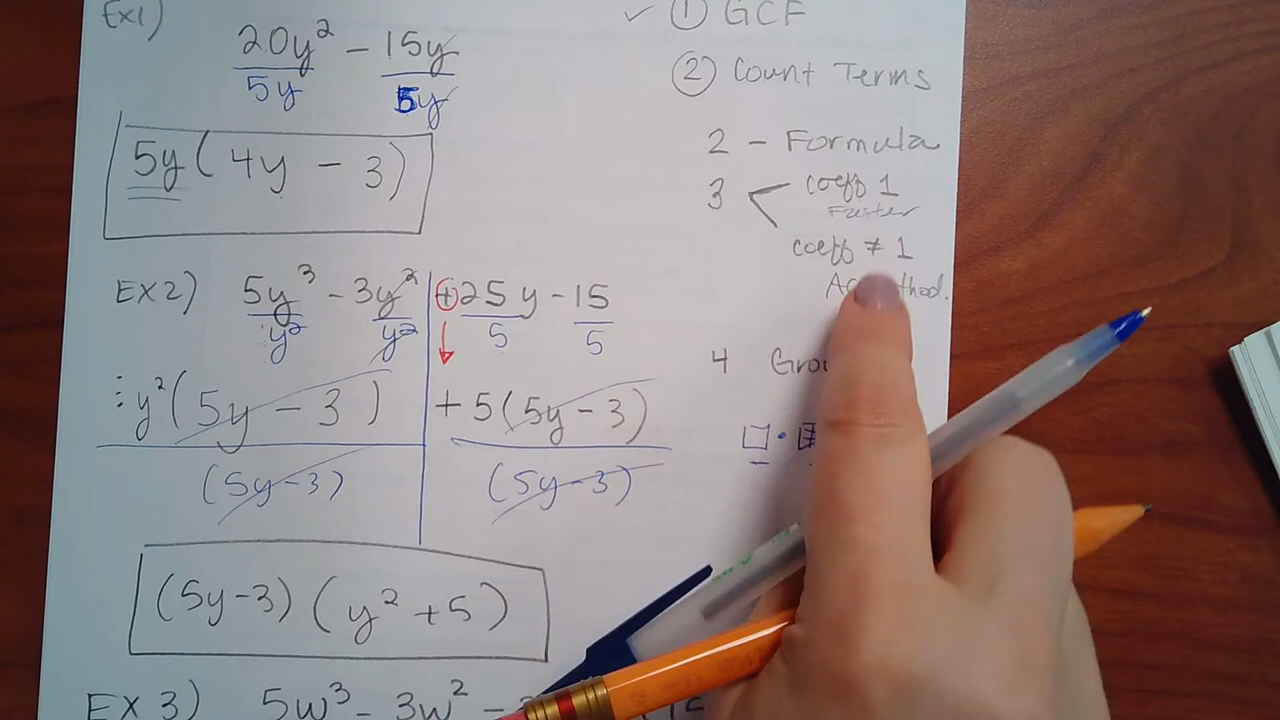 Ex1)
20y² - 15y
5y 5y
5y(4y - 3)
EX2) 5y³ - 3y² + 25y - 15
y² y² 5 5
: y²(5y - 3) + 5(5y - 3)
(5y-3) (5y-3)
(5y-3)(y²+5)
EX 3) 5w³ - 3w² -
✓ ① GCF
② Count Terms
2 - Formula
3 < coeff 1
coeff ≠ 1
4